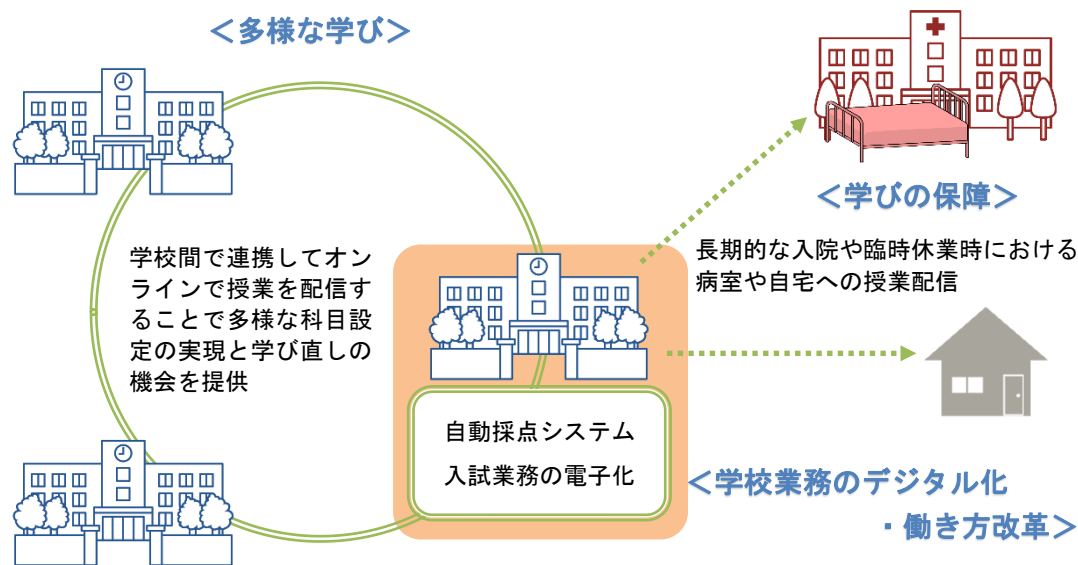 ＜多様な学び＞
学校間で連携してオン
ラインで授業を配信す
ることで多様な科目設
定の実現と学び直しの
機会を提供
＜学びの保障＞
長期的な入院や臨時休業時における
病室や自宅への授業配信
自動採点システム
入試業務の電子化
＜学校業務のデジタル化
・働き方改革＞